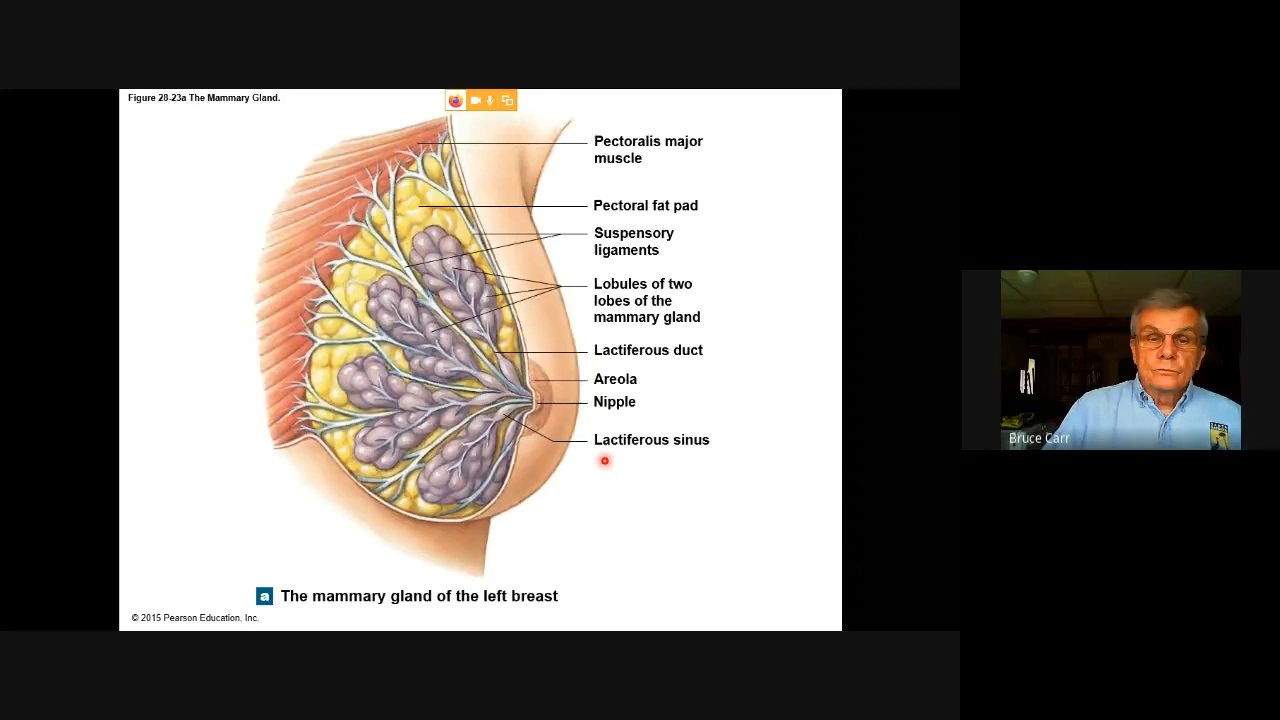 Figure 28-23a The Mammary Gland.
Pectoralis major
muscle
Pectoral fat pad
Suspensory
ligaments
Lobules of two
lobes of the
mammary gland
Lactiferous duct
Areola
Nipple
Lactiferous sinus
a The mammary gland of the left breast
© 2015 Pearson Education, Inc.
Bruce Carr